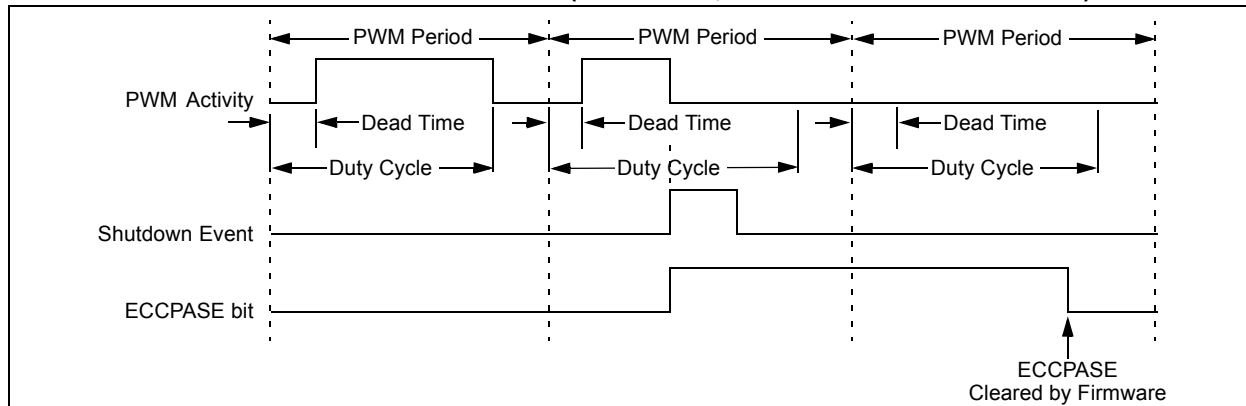 PWM Period PWM Period PWM Period
PWM Activity
Dead Time Dead Time Dead Time
Duty Cycle Duty Cycle Duty Cycle
Shutdown Event
ECCPASE bit
ECCPASE
Cleared by Firmware